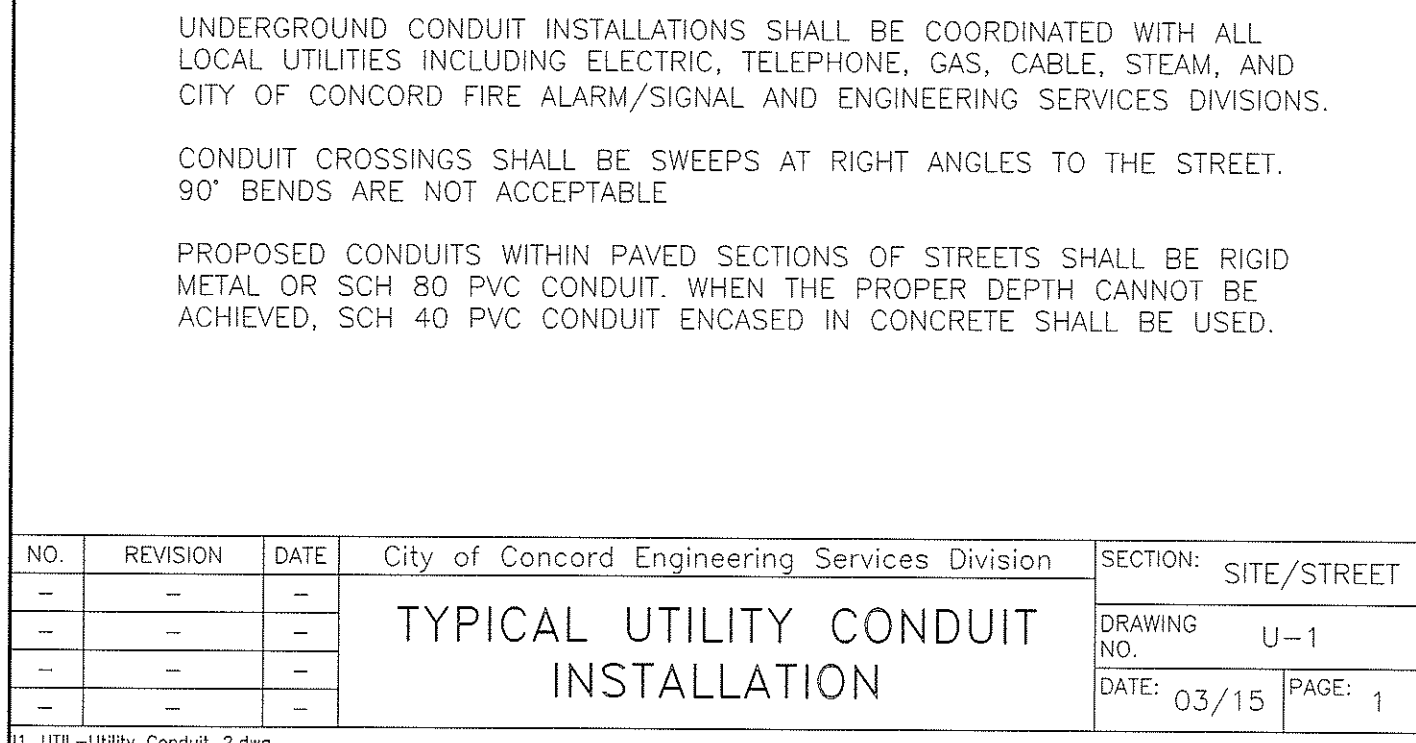 UNDERGROUND CONDUIT INSTALLATIONS SHALL BE COORDINATED WITH ALL
LOCAL UTILITIES INCLUDING ELECTRIC, TELEPHONE, GAS, CABLE, STEAM, AND
CITY OF CONCORD FIRE ALARM/SIGNAL AND ENGINEERING SERVICES DIVISIONS.
CONDUIT CROSSINGS SHALL BE SWEEPS AT RIGHT ANGLES TO THE STREET.
90° BENDS ARE NOT ACCEPTABLE
PROPOSED CONDUITS WITHIN PAVED SECTIONS OF STREETS SHALL BE RIGID
METAL OR SCH 80 PVC CONDUIT. WHEN THE PROPER DEPTH CANNOT BE
ACHIEVED, SCH 40 PVC CONDUIT ENCASED IN CONCRETE SHALL BE USED.
NO. REVISION DATE
- - -
- - -
- - -
- - -
City of Concord Engineering Services Division
TYPICAL UTILITY CONDUIT
INSTALLATION
SECTION: SITE/STREET
DRAWING NO. U-1
DATE: 03/15 PAGE: 1
UTIL-Utility Conduit 2.dwg